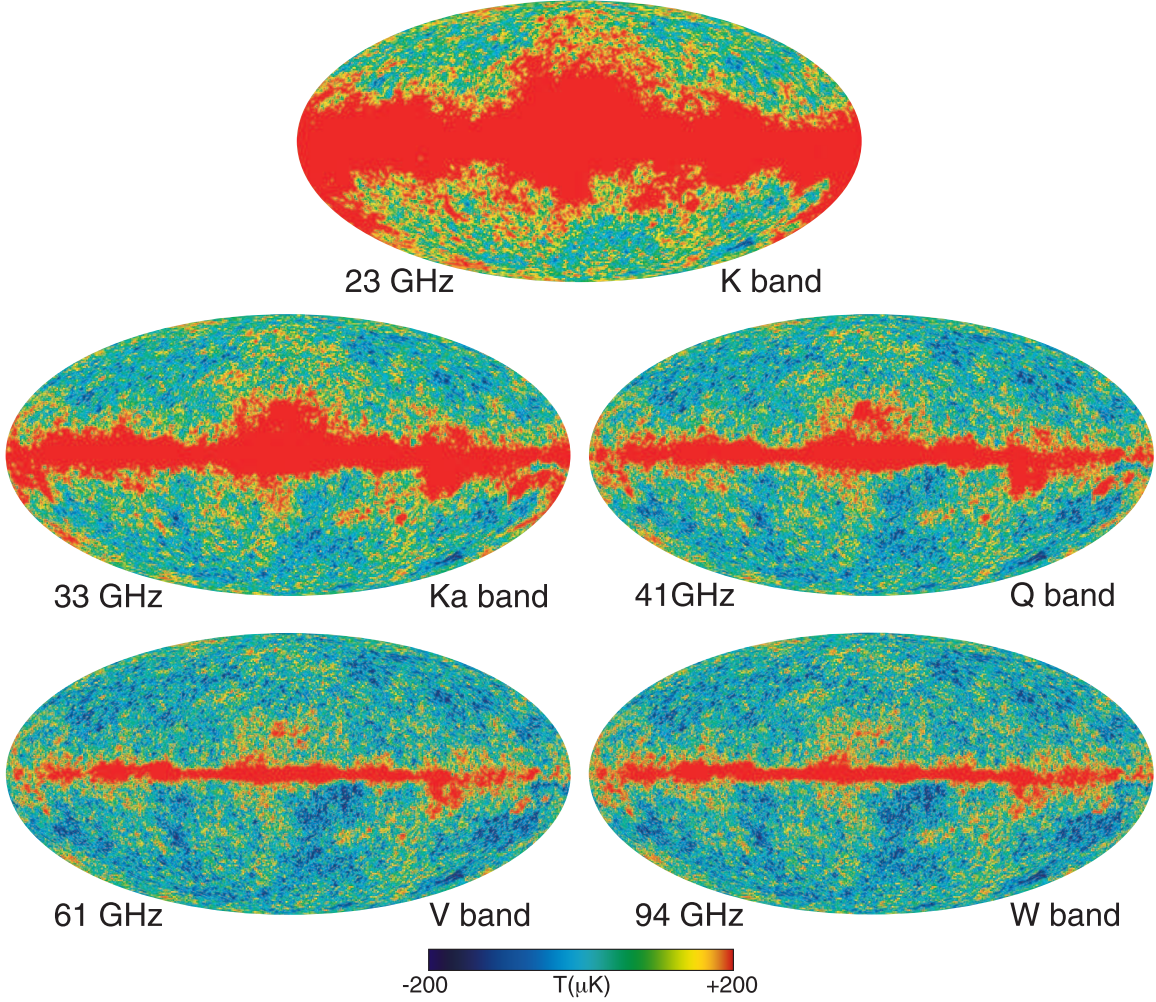 23 GHz K band
33 GHz Ka band 41GHz Q band
61 GHz V band 94 GHz W band
-200 T(μK) +200